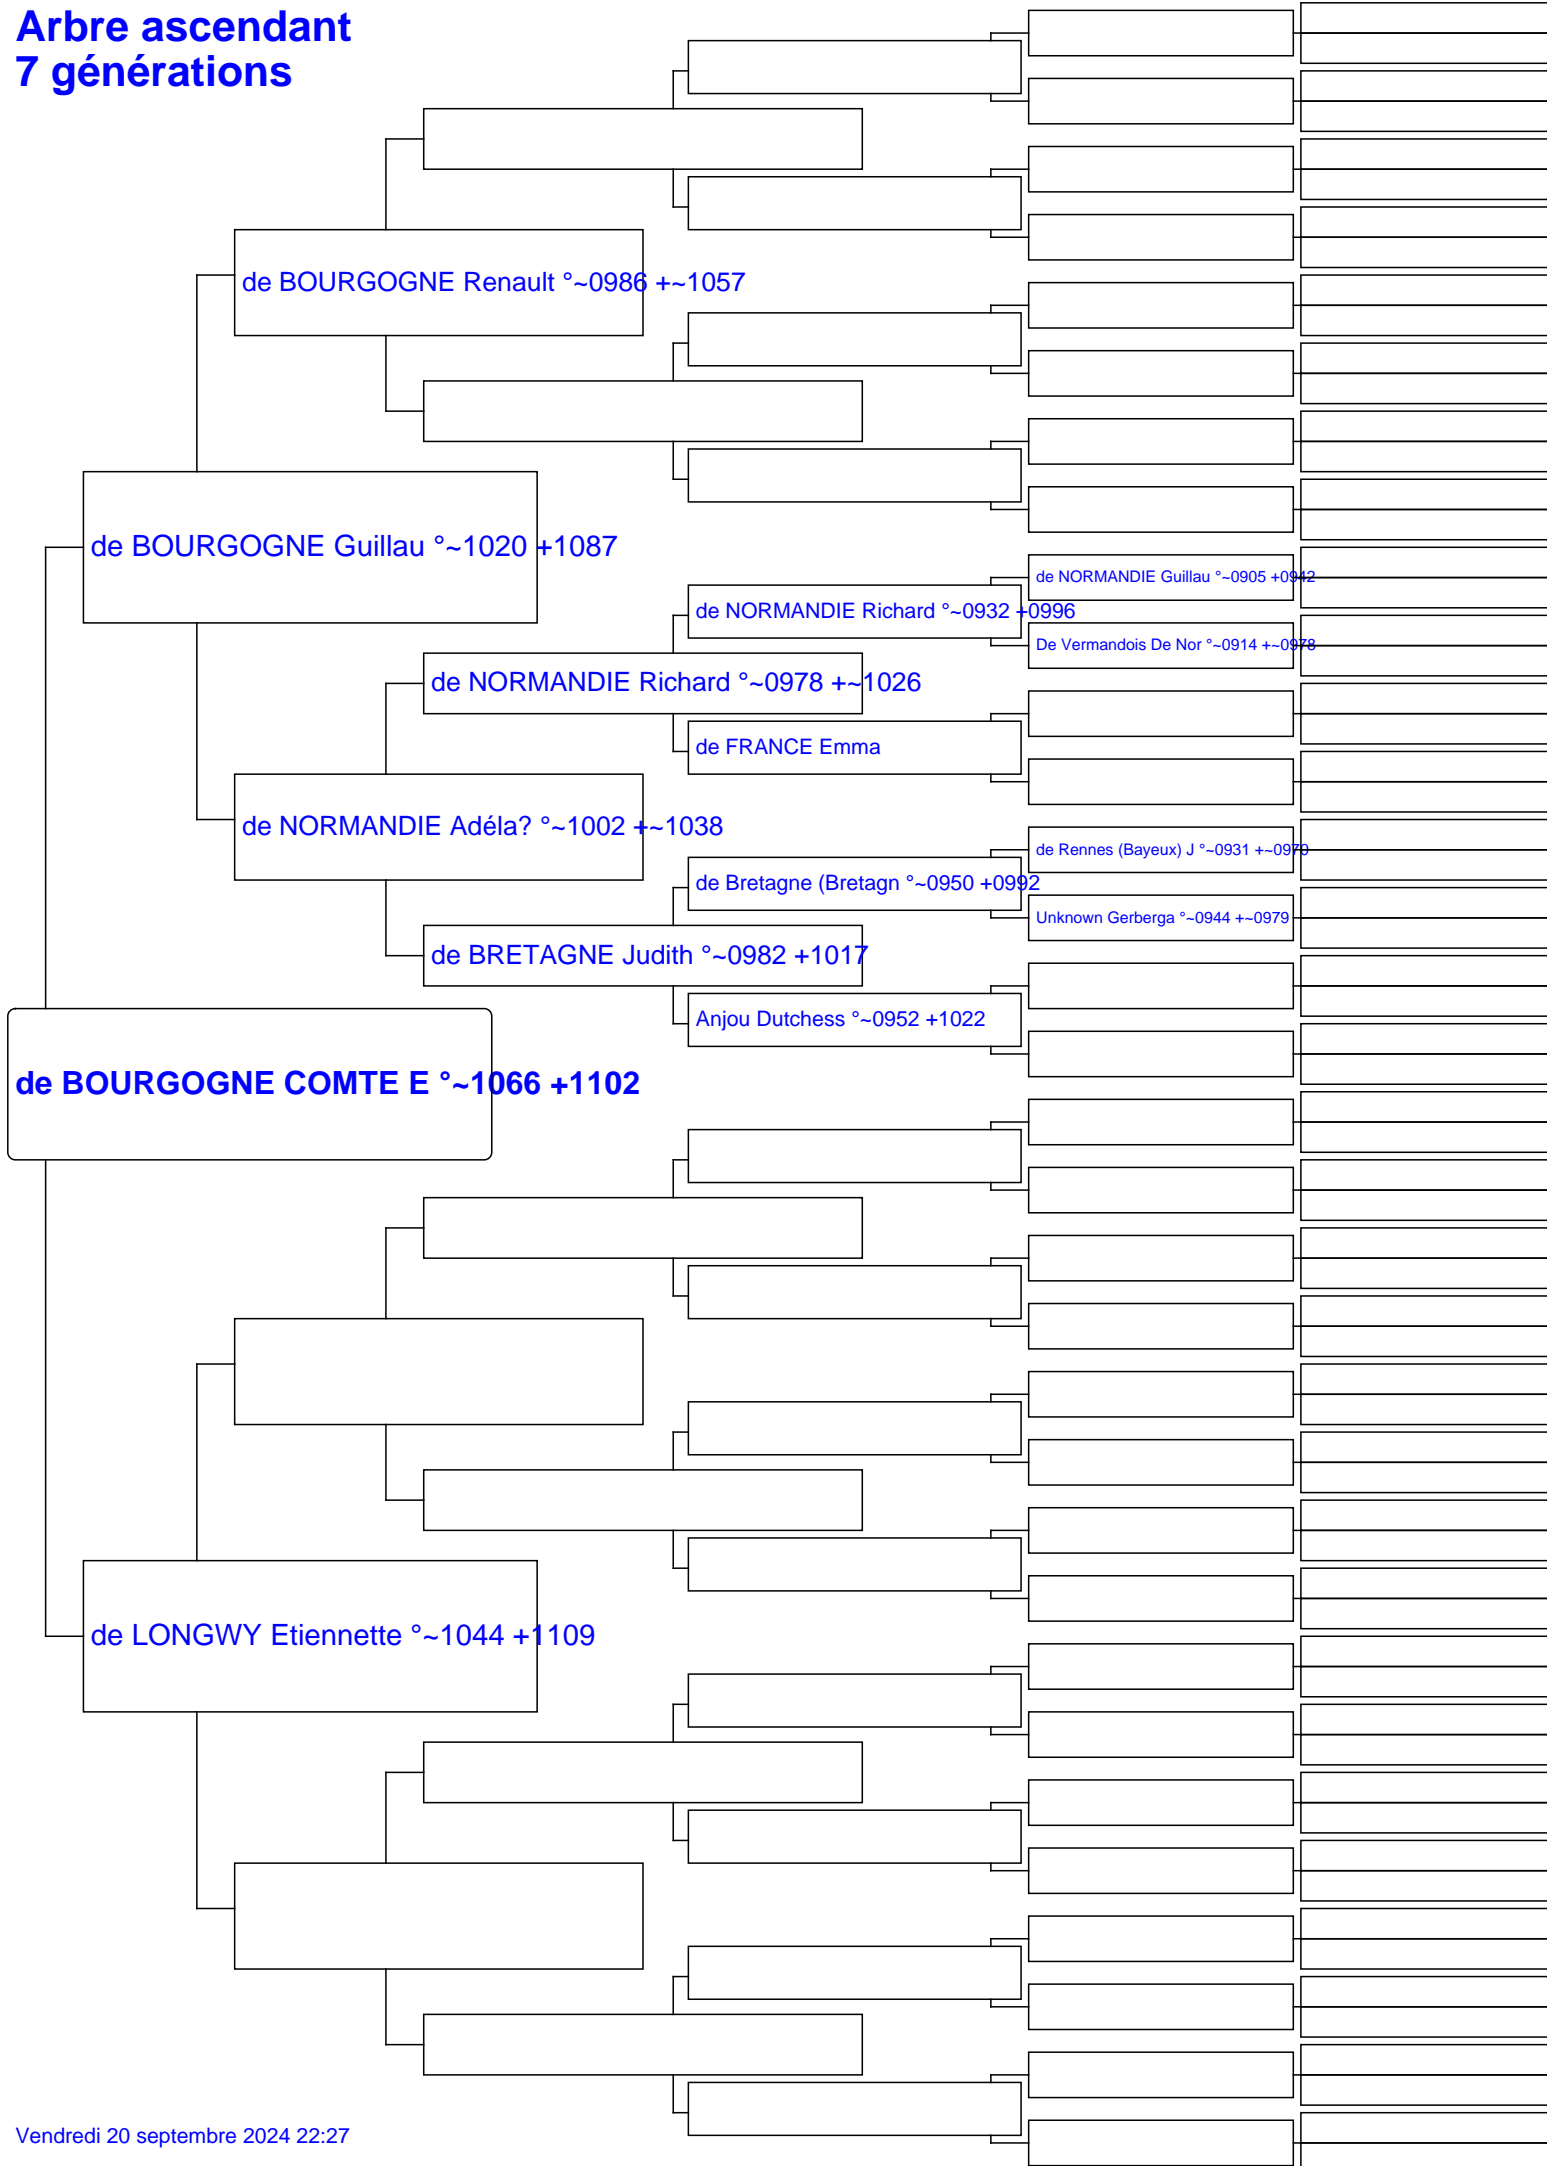 Arbre ascendant
7 générations
de BOURGOGNE Renault °~0986 +~1057
de BOURGOGNE Guillau °~1020 +1087
de NORMANDIE Guillau °~0905 +0942
de NORMANDIE Richard °~0932 +0996
De Vermandois De Nor °~0914 +~0978
de NORMANDIE Richard °~0978 +~1026
de FRANCE Emma
de NORMANDIE Adéla? °~1002 +~1038
de Rennes (Bayeux) J °~0931 +~0970
de Bretagne (Bretagn °~0950 +0992
Unknown Gerberga °~0944 +~0979
de BRETAGNE Judith °~0982 +1017
Anjou Dutchess °~0952 +1022
de BOURGOGNE COMTE E °~1066 +1102
de LONGWY Etiennette °~1044 +1109
Vendredi 20 septembre 2024 22:27